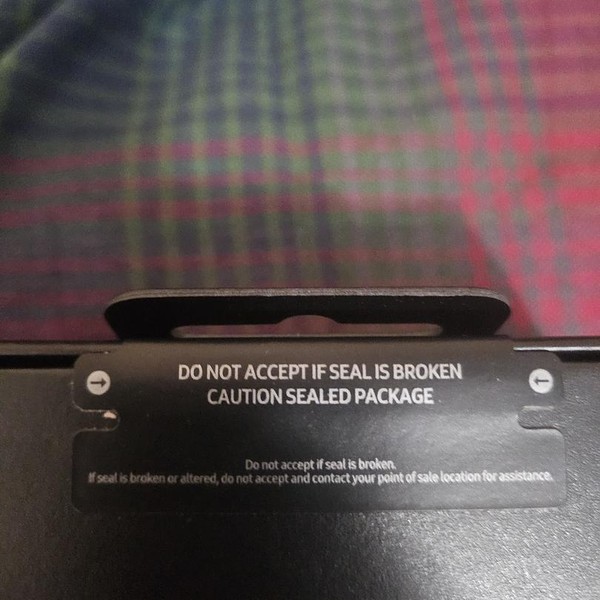 DO NOT ACCEPT IF SEAL IS BROKEN
CAUTION SEALED PACKAGE
Do not accept if seal is broken.
If seal is broken or altered, do not accept and contact your point of sale location for assistance.